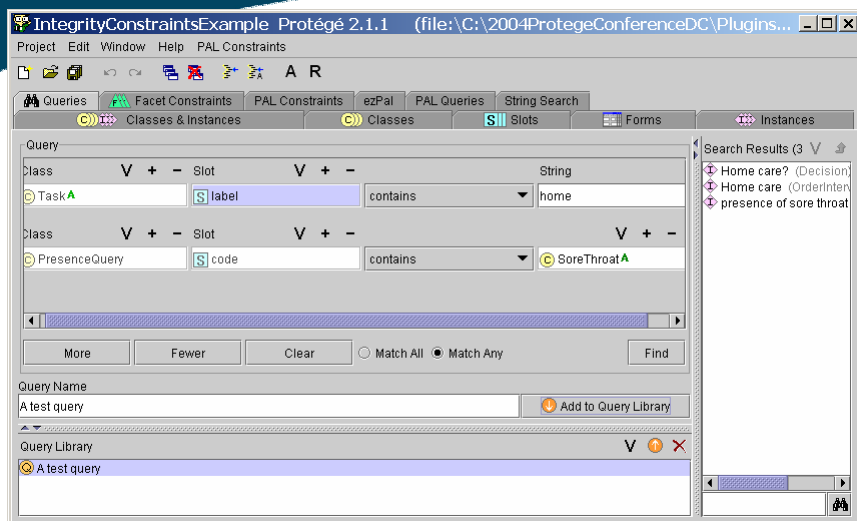 IntegrityConstraintsExample Protégé 2.1.1 (file:\C:\2004ProtegeConferenceDC\Plugins...
Project Edit Window Help PAL Constraints
A R
Queries Facet Constraints PAL Constraints ezPal PAL Queries String Search
Classes & Instances Classes Slots Forms Instances
Query
Class V + − Slot V + − String
C Task A S label contains home
Class V + − Slot V + − V + −
C PresenceQuery S code contains C SoreThroat A
More Fewer Clear Match All Match Any Find
Query Name
A test query Add to Query Library
Query Library V
Q A test query
Search Results (3 V
Home care? (Decision)
Home care (OrderInterv
presence of sore throat